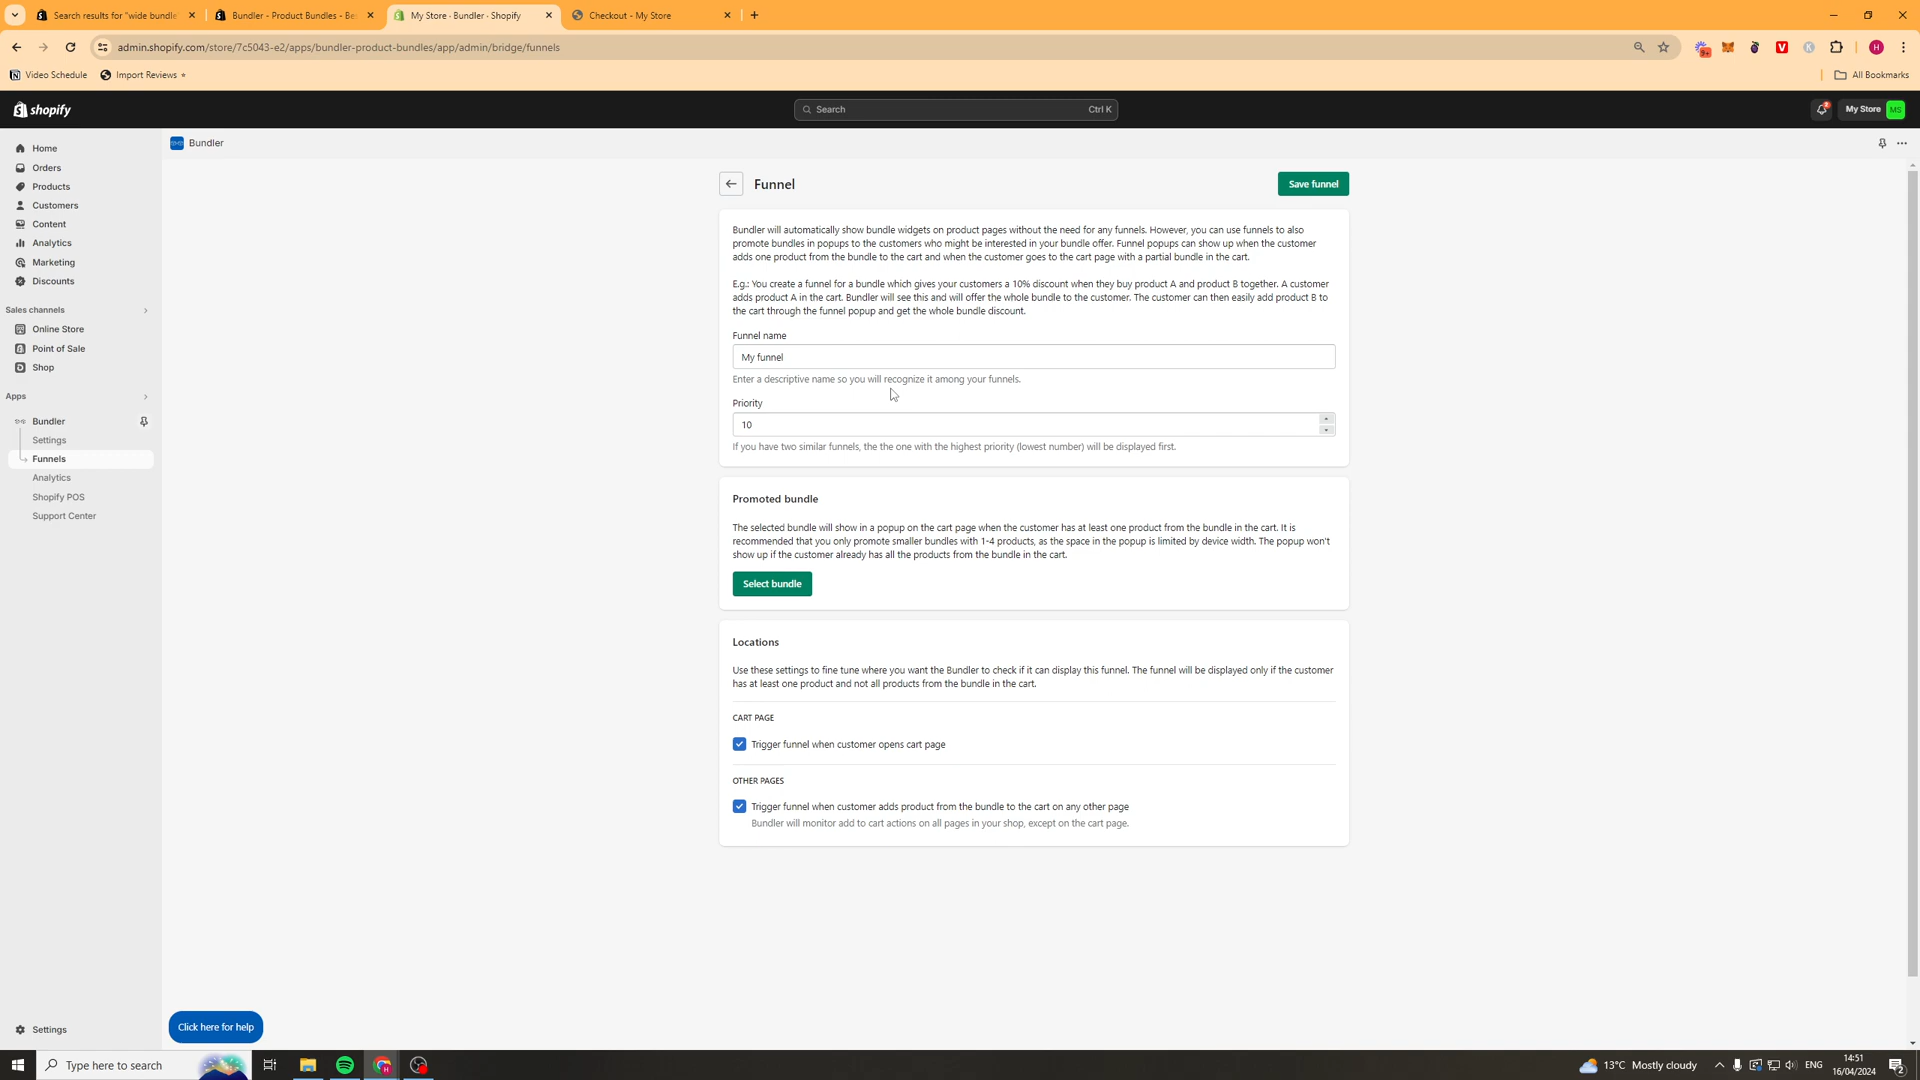 Search results for "wide bundle"
Bundler - Product Bundles - Be
My Store · Bundler · Shopify
Checkout - My Store
admin.shopify.com/store/7c5043-e2/apps/bundler-product-bundles/app/admin/bridge/funnels
9+
H
Video Schedule
Import Reviews ⭑
All Bookmarks
shopify
Search
Ctrl K
2
My Store
MS
Home
Orders
Products
Customers
Content
Analytics
Marketing
Discounts
Sales channels
Online Store
Point of Sale
Shop
Apps
Bundler
Settings
Funnels
Analytics
Shopify POS
Support Center
Settings
Bundler
Funnel
Save funnel
Bundler will automatically show bundle widgets on product pages without the need for any funnels. However, you can use funnels to also
promote bundles in popups to the customers who might be interested in your bundle offer. Funnel popups can show up when the customer
adds one product from the bundle to the cart and when the customer goes to the cart page with a partial bundle in the cart.
E.g.: You create a funnel for a bundle which gives your customers a 10% discount when they buy product A and product B together. A customer
adds product A in the cart. Bundler will see this and will offer the whole bundle to the customer. The customer can then easily add product B to
the cart through the funnel popup and get the whole bundle discount.
Funnel name
My funnel
Enter a descriptive name so you will recognize it among your funnels.
Priority
10
If you have two similar funnels, the the one with the highest priority (lowest number) will be displayed first.
Promoted bundle
The selected bundle will show in a popup on the cart page when the customer has at least one product from the bundle in the cart. It is
recommended that you only promote smaller bundles with 1-4 products, as the space in the popup is limited by device width. The popup won't
show up if the customer already has all the products from the bundle in the cart.
Select bundle
Locations
Use these settings to fine tune where you want the Bundler to check if it can display this funnel. The funnel will be displayed only if the customer
has at least one product and not all products from the bundle in the cart.
CART PAGE
Trigger funnel when customer opens cart page
OTHER PAGES
Trigger funnel when customer adds product from the bundle to the cart on any other page
Bundler will monitor add to cart actions on all pages in your shop, except on the cart page.
Click here for help
Type here to search
13°C Mostly cloudy
ENG
14:51
16/04/2024
2